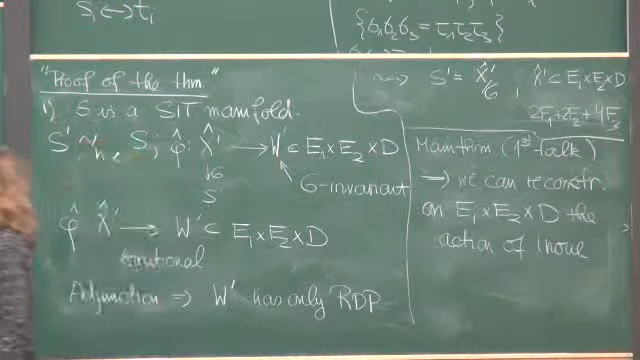 S₁ ↔ t₁
{σ₁σ₂σ₃ = τ₁τ₂τ₃}
"Proof of the thm."
1) S is a SIT manifold.
S' ~h.e. S, φ̂: X̂' → W' ⊂ E₁×E₂×D
↓G
S'
G-invariant
φ̂ X̂' → W' ⊂ E₁×E₂×D
birational
Adjunction ⇒ W' has only RDP
⇝ S' = X̂'/G, X̂' ⊂ E₁×E₂×D
2F₁+2F₂+4F₃
Main thm (1st talk)
→ we can reconstr.
on E₁×E₂×D the
action of Inoue